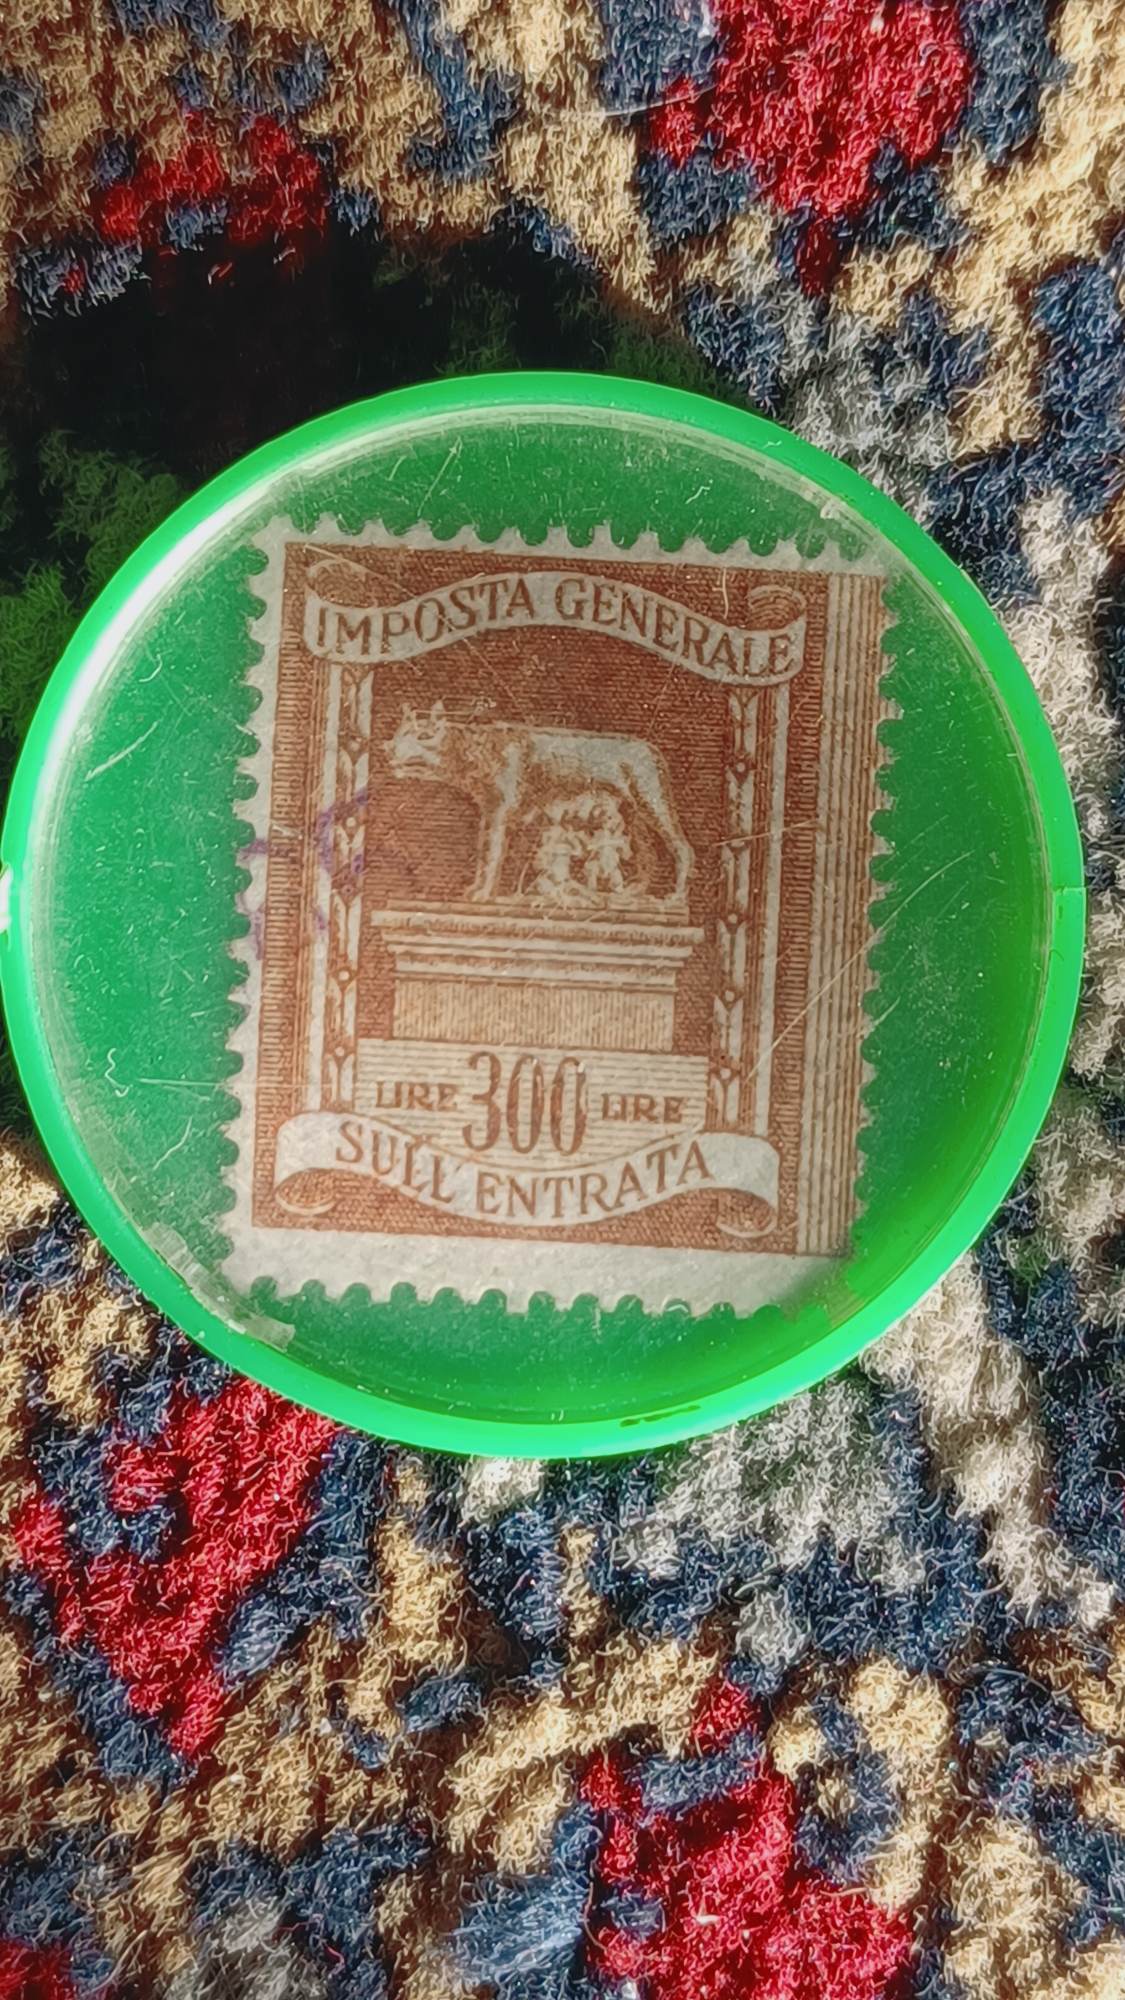 IMPOSTA GENERALE
LIRE 300 LIRE
SULL'ENTRATA